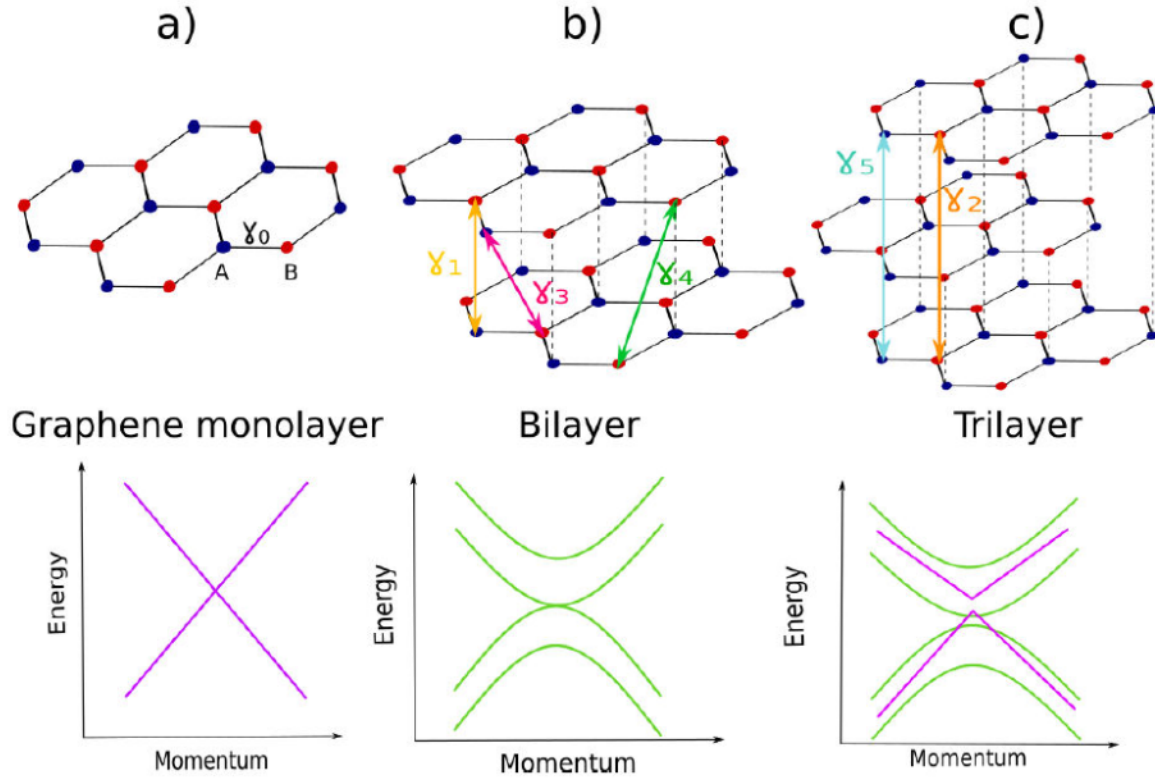 a)
b)
c)
γ₀
A
B
γ₁
γ₃
γ₄
γ₅
γ₂
Graphene monolayer
Bilayer
Trilayer
Energy
Momentum
Energy
Momentum
Energy
Momentum